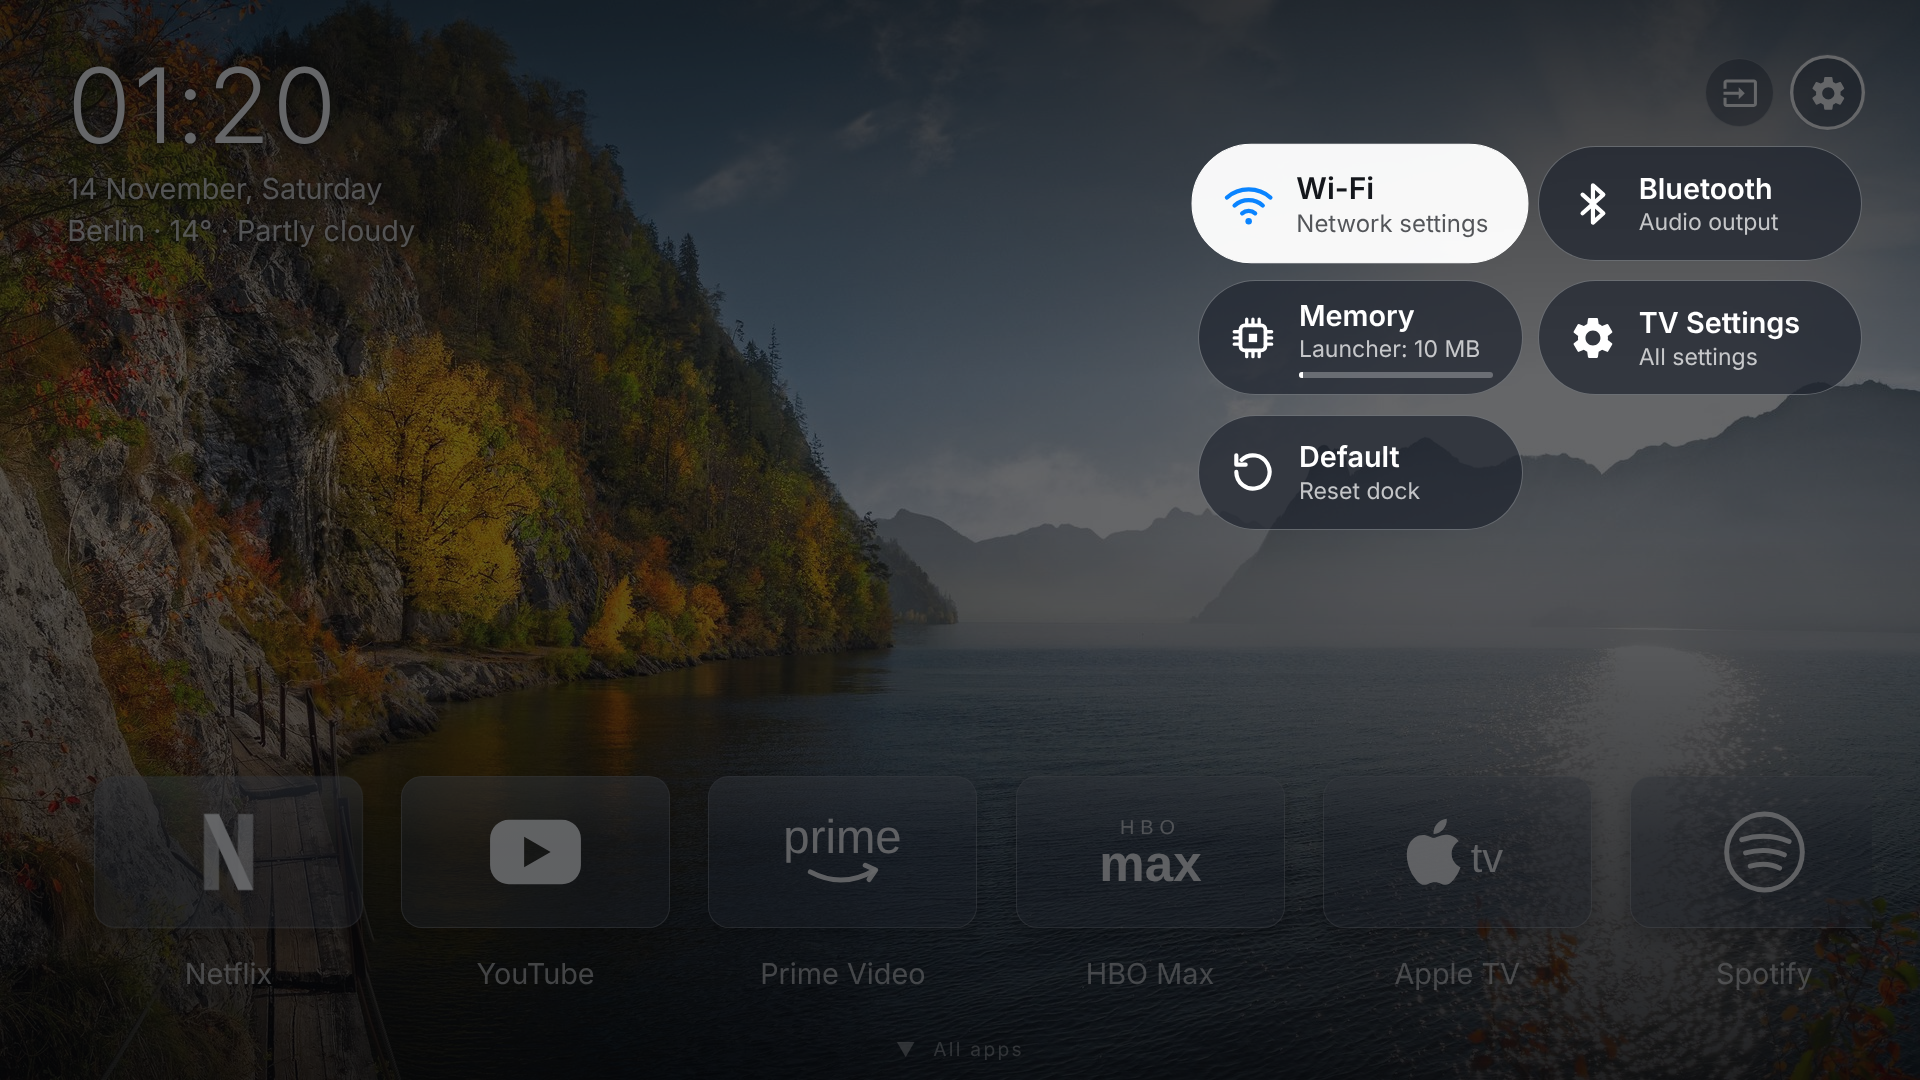 01:20
14 November, Saturday
Berlin · 14° · Partly cloudy
Wi-Fi
Network settings
Bluetooth
Audio output
Memory
Launcher: 10 MB
TV Settings
All settings
Default
Reset dock
N
prime
HBO
max
tv
Netflix
YouTube
Prime Video
HBO Max
Apple TV
Spotify
All apps